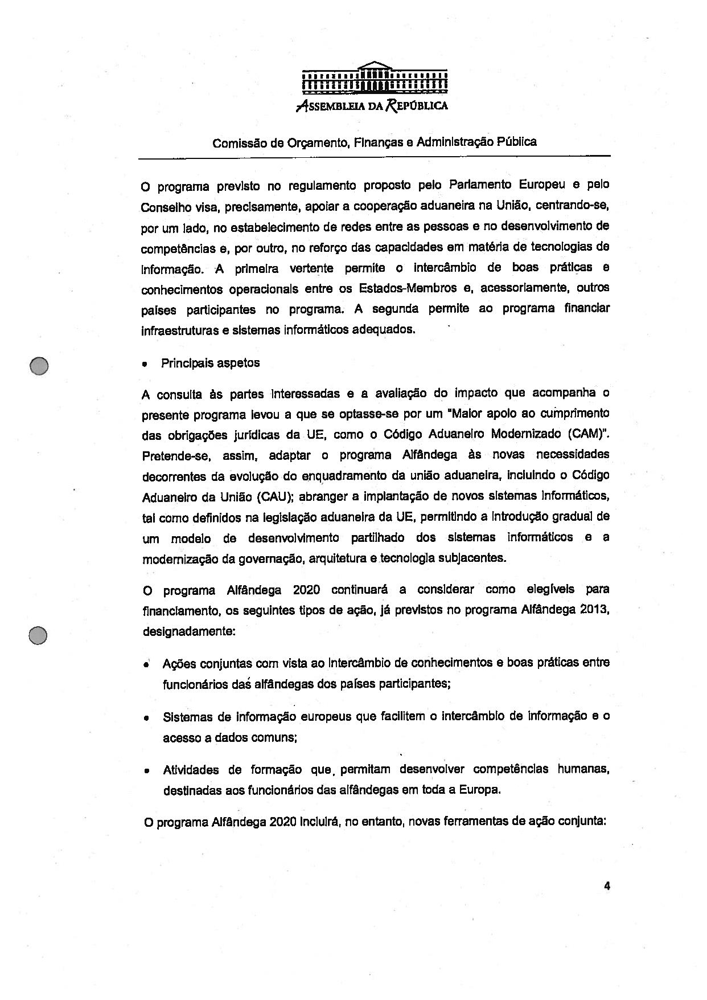 ASSEMBLEIA DA REPÚBLICA
Comissão de Orçamento, Finanças e Administração Pública
O programa previsto no regulamento proposto pelo Parlamento Europeu e pelo
Conselho visa, precisamente, apoiar a cooperação aduaneira na União, centrando-se,
por um lado, no estabelecimento de redes entre as pessoas e no desenvolvimento de
competências e, por outro, no reforço das capacidades em matéria de tecnologias de
informação. A primeira vertente permite o intercâmbio de boas práticas e
conhecimentos operacionais entre os Estados-Membros e, acessoriamente, outros
países participantes no programa. A segunda permite ao programa financiar
infraestruturas e sistemas informáticos adequados.
• Principais aspetos
A consulta às partes interessadas e a avaliação do impacto que acompanha o
presente programa levou a que se optasse-se por um "Maior apoio ao cumprimento
das obrigações jurídicas da UE, como o Código Aduaneiro Modernizado (CAM)".
Pretende-se, assim, adaptar o programa Alfândega às novas necessidades
decorrentes da evolução do enquadramento da união aduaneira, incluindo o Código
Aduaneiro da União (CAU); abranger a implantação de novos sistemas informáticos,
tal como definidos na legislação aduaneira da UE, permitindo a introdução gradual de
um modelo de desenvolvimento partilhado dos sistemas informáticos e a
modernização da governação, arquitetura e tecnologia subjacentes.
O programa Alfândega 2020 continuará a considerar como elegíveis para
financiamento, os seguintes tipos de ação, já previstos no programa Alfândega 2013,
designadamente:
• Ações conjuntas com vista ao intercâmbio de conhecimentos e boas práticas entre
funcionários das alfândegas dos países participantes;
• Sistemas de informação europeus que facilitem o intercâmbio de informação e o
acesso a dados comuns;
• Atividades de formação que permitam desenvolver competências humanas,
destinadas aos funcionários das alfândegas em toda a Europa.
O programa Alfândega 2020 incluirá, no entanto, novas ferramentas de ação conjunta:
4